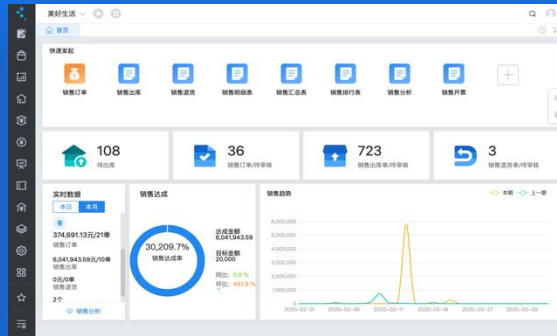 美好生活
首页
快速发起
销售订单 销售出库 销售退货 销售明细表 销售汇总表 销售排行表 销售分析 销售开票
108
待出库
36
销售订单/待审核
723
销售出库单/待审核
3
销售退货单/待审核
实时数据
本日 本月
客
374,691.13元/21单
销售订单
6,041,943.59元/10单
销售出库
0元/0单
销售退货
2个
销售分析
销售达成
30,209.7%
销售达成率
达成金额
6,041,943.59
目标金额
20,000
同比: 0.0 %
环比: 491.6 %
销售趋势
本期 上一期
6,000,000
5,000,000
4,000,000
3,000,000
2,000,000
1,000,000
0
2020-02-01 2020-02-06 2020-02-11 2020-02-16 2020-02-21 2020-02-26